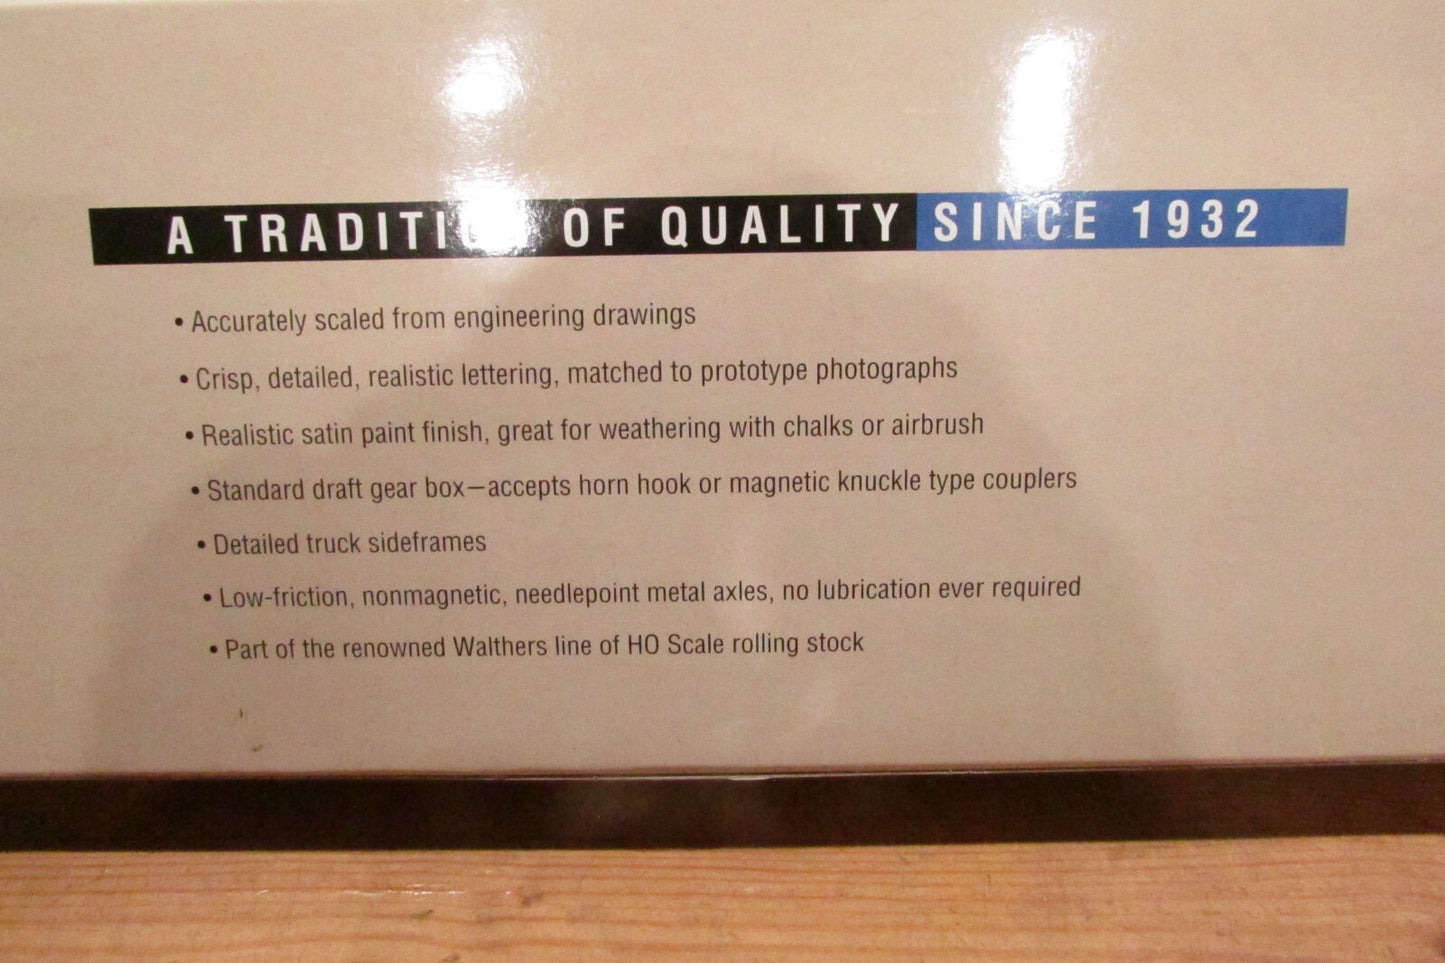 A TRADITION OF QUALITY SINCE 1932
• Accurately scaled from engineering drawings
• Crisp, detailed, realistic lettering, matched to prototype photographs
• Realistic satin paint finish, great for weathering with chalks or airbrush
• Standard draft gear box—accepts horn hook or magnetic knuckle type couplers
• Detailed truck sideframes
• Low-friction, nonmagnetic, needlepoint metal axles, no lubrication ever required
• Part of the renowned Walthers line of HO Scale rolling stock